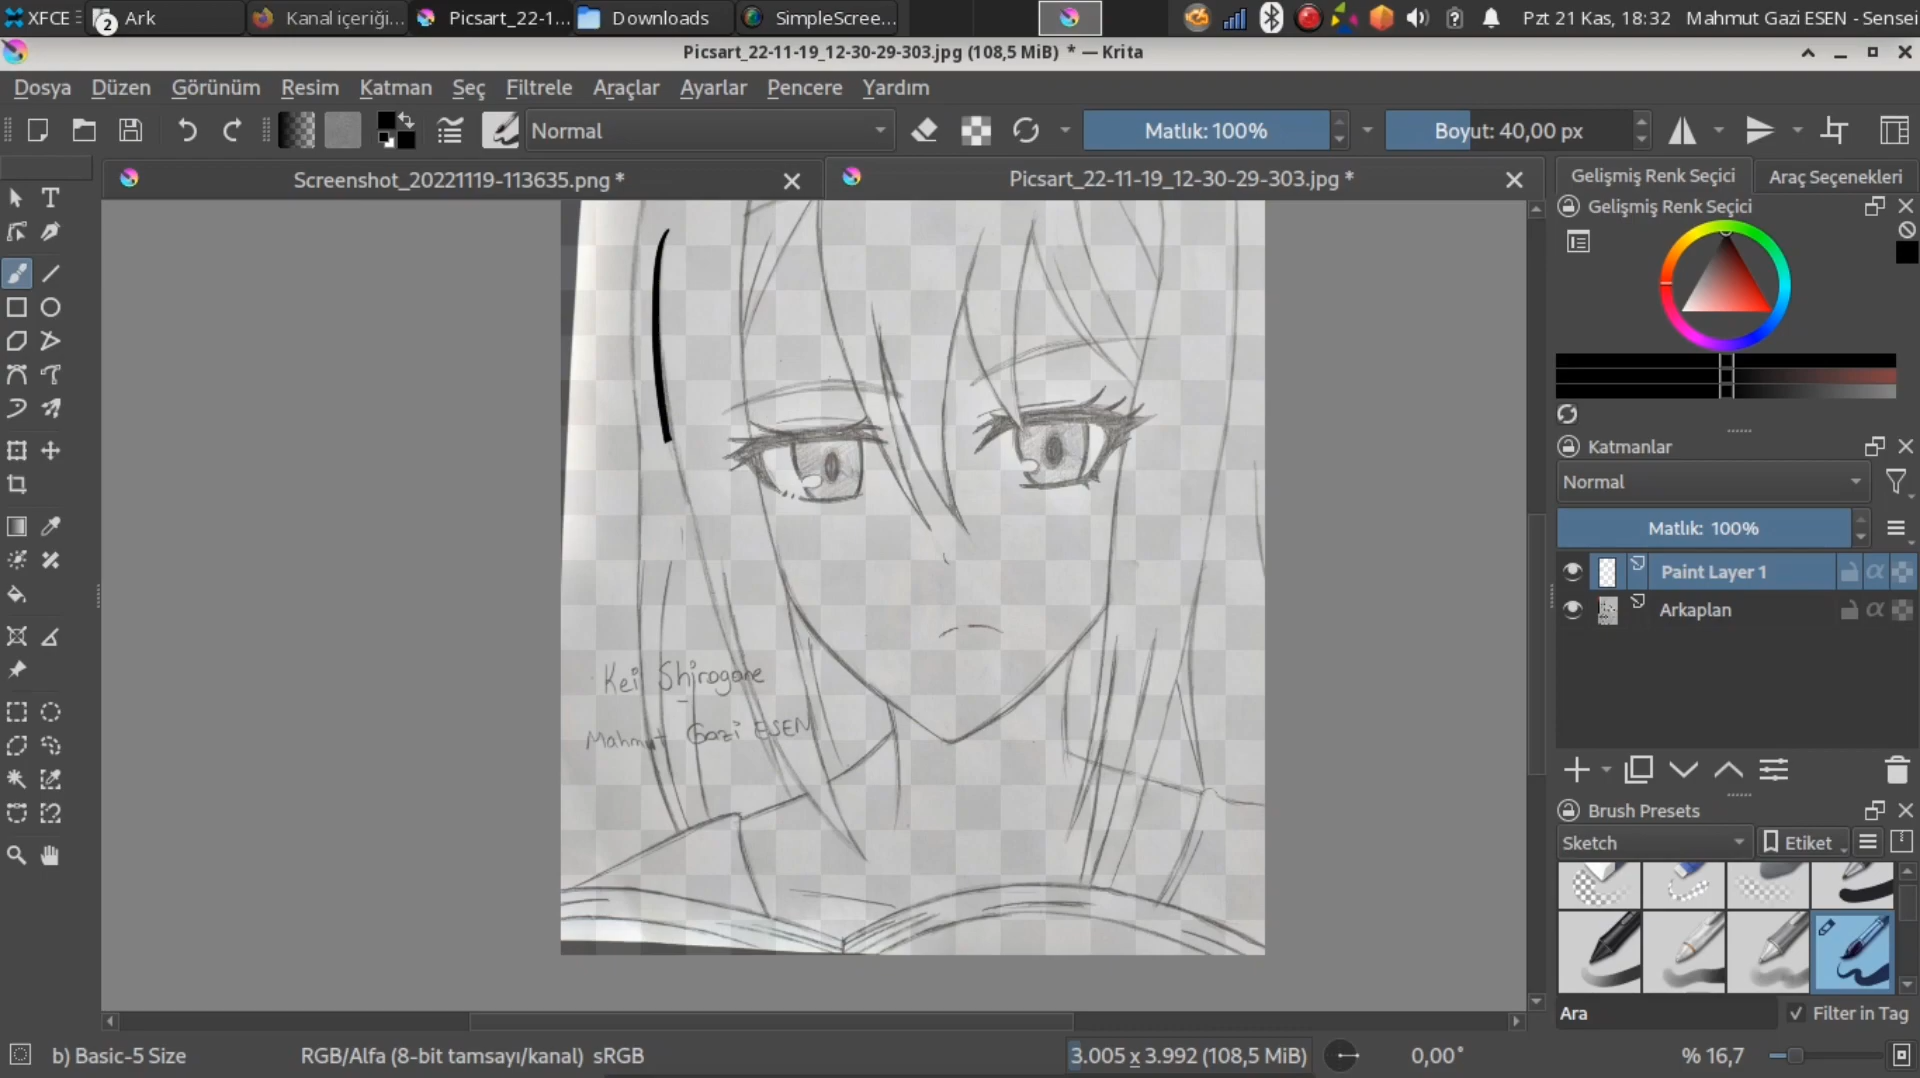 XFCE
2
Ark
Kanal içeriği...
Picsart_22-1...
Downloads
SimpleScree...
Pzt 21 Kas, 18:32
Mahmut Gazi ESEN - Sensei
Picsart_22-11-19_12-30-29-303.jpg (108,5 MiB) * — Krita
Dosya Düzen Görünüm Resim Katman Seç Filtrele Araçlar Ayarlar Pencere Yardım
Normal
Matlık: 100%
Boyut: 40,00 px
Screenshot_20221119-113635.png *
Picsart_22-11-19_12-30-29-303.jpg *
Gelişmiş Renk Seçici
Araç Seçenekleri
Gelişmiş Renk Seçici
Katmanlar
Normal
Matlık: 100%
Paint Layer 1
Arkaplan
Kei Shirogane
Mahmut Gazi ESEN
Brush Presets
Sketch
Etiket
Ara
Filter in Tag
b) Basic-5 Size
RGB/Alfa (8-bit tamsayı/kanal) sRGB
3.005 x 3.992 (108,5 MiB)
0,00°
% 16,7